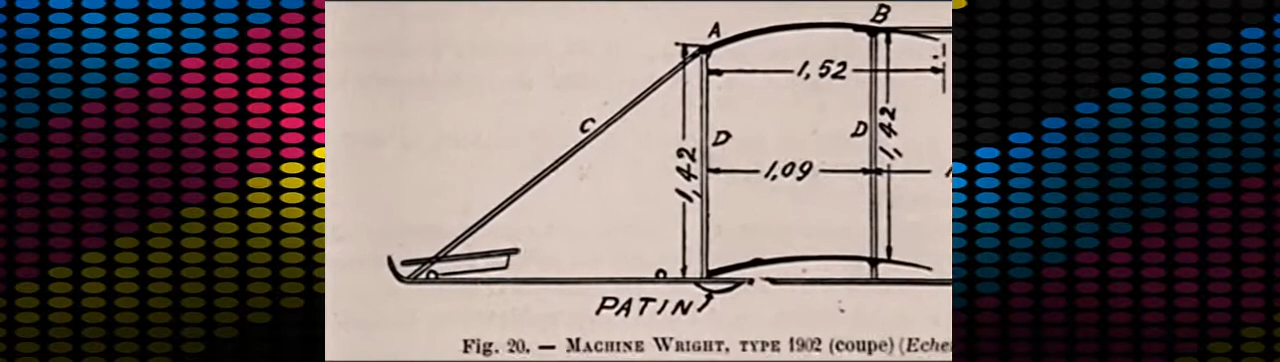 A
B
1,52
C
D
D
1,42
1,42
1,09
PATIN
Fig. 20. — MACHINE WRIGHT, TYPE 1902 (coupe) (Eche